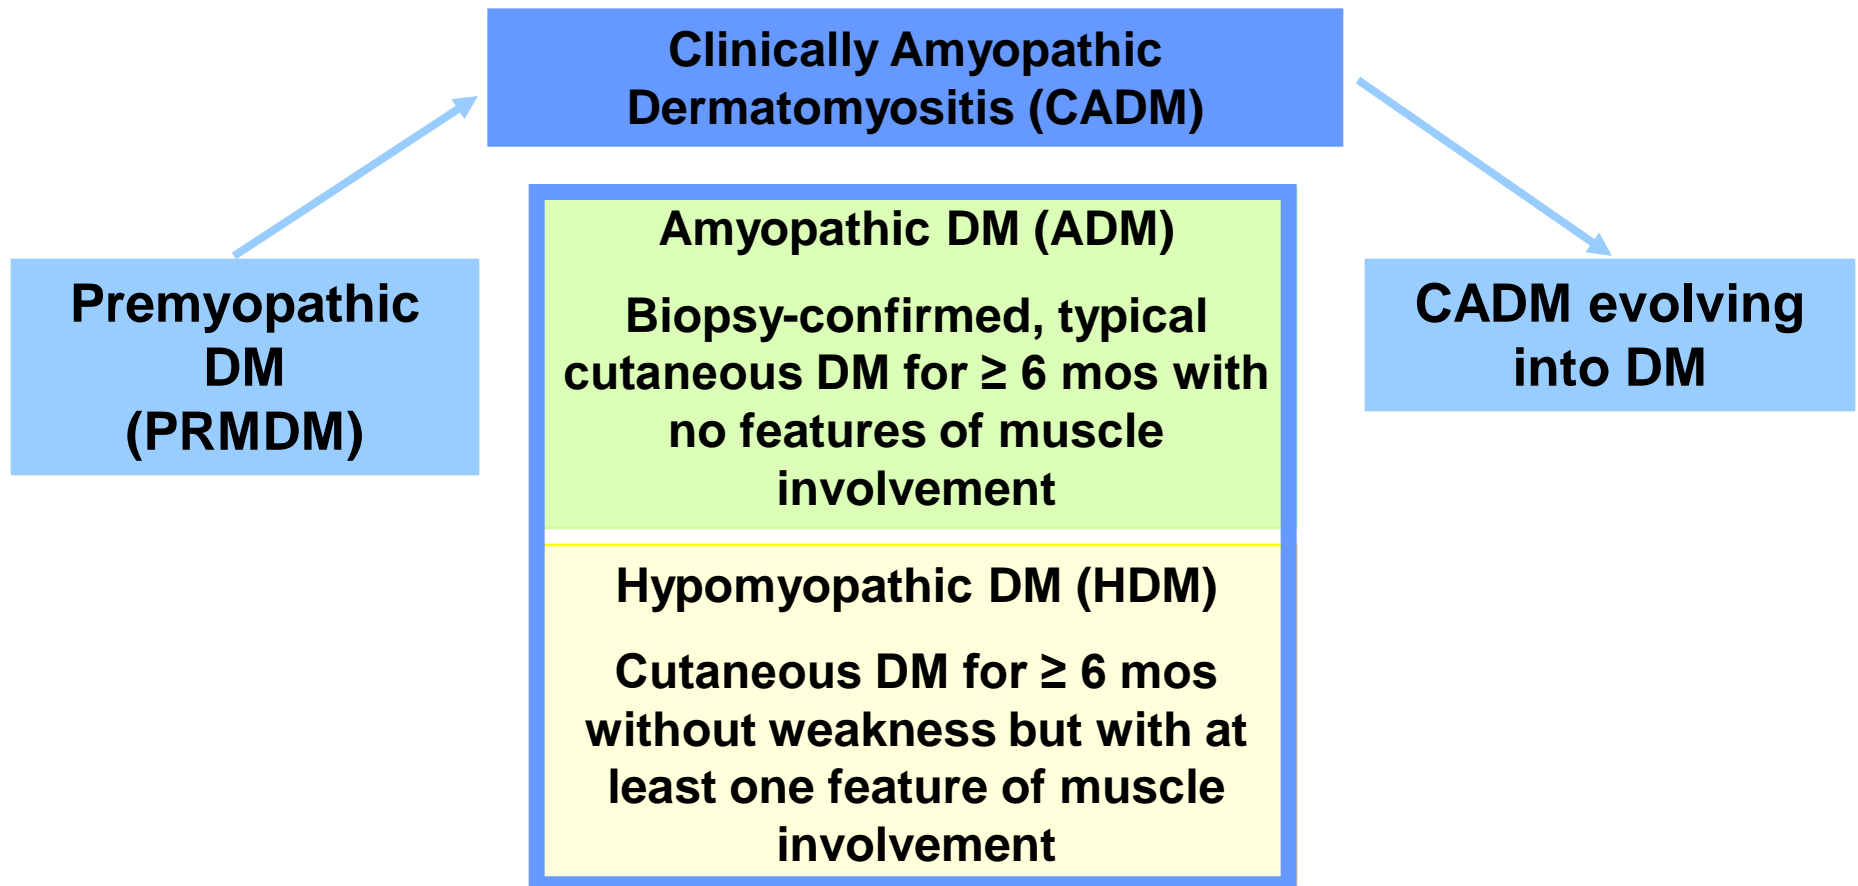 Clinically Amyopathic
Dermatomyositis (CADM)
Premyopathic
DM
(PRMDM)
Amyopathic DM (ADM)
Biopsy-confirmed, typical
cutaneous DM for ≥ 6 mos with
no features of muscle
involvement
Hypomyopathic DM (HDM)
Cutaneous DM for ≥ 6 mos
without weakness but with at
least one feature of muscle
involvement
CADM evolving
into DM